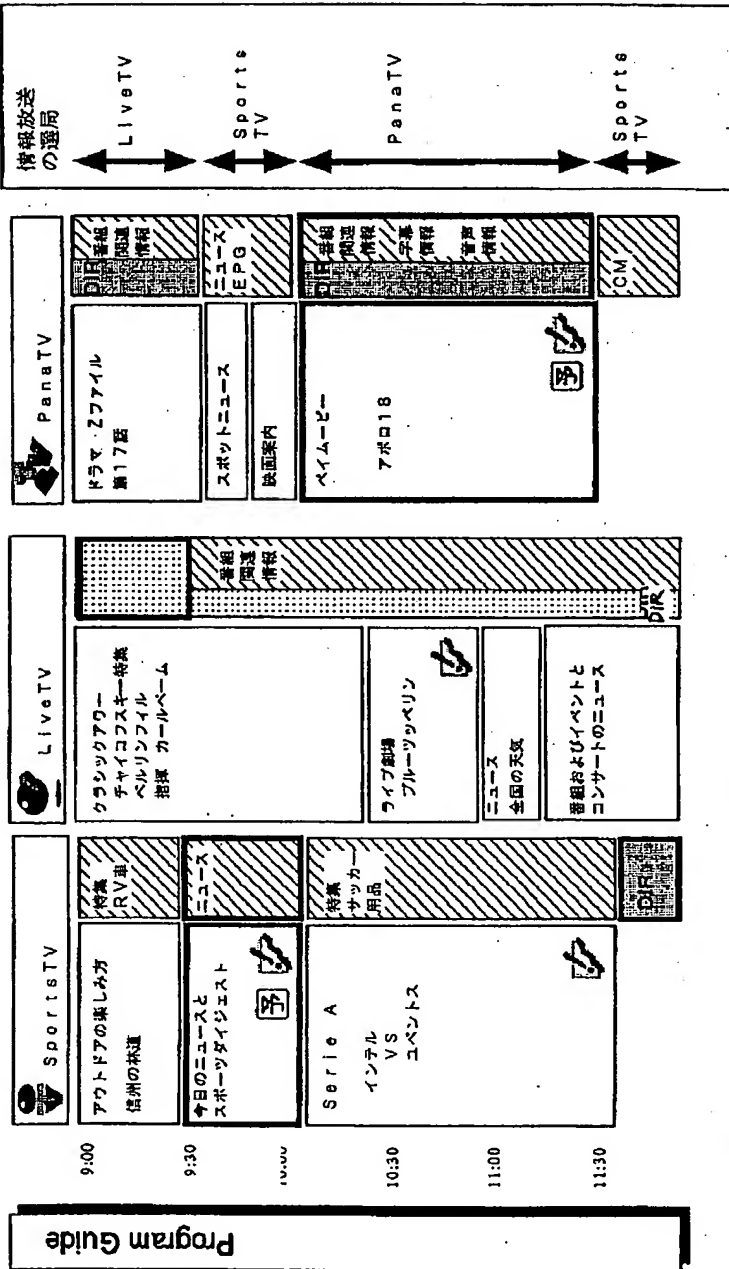 Program Guide
9:00
9:30
10:00
10:30
11:00
11:30
SportsTV
アウトドアの楽しみ方
信州の林道
特集
RV車
今日のニュースと
スポーツダイジェスト
予
ニュース
Serie A
インテル
VS
ユベントス
特集
サッカー
用品
DIR
LiveTV
クラシックアワー
チャイコフスキー特集
ベルリンフィル
指揮 カールベーム
番組
関連
情報
ライブ劇場
ブルーツッペリン
ニュース
全国の天気
番組およびイベントと
コンサートのニュース
DIR
DIR
PanaTV
ドラマ・Zファイル
第17話
DIR
番組
関連
情報
スポットニュース
映画案内
ニュース
EPG
ペイムービー
アポロ18
予
DIR
番組
関連
情報
字幕
情報
音声
情報
CM
情報放送
の選局
LiveTV
Sports
TV
PanaTV
Sports
TV